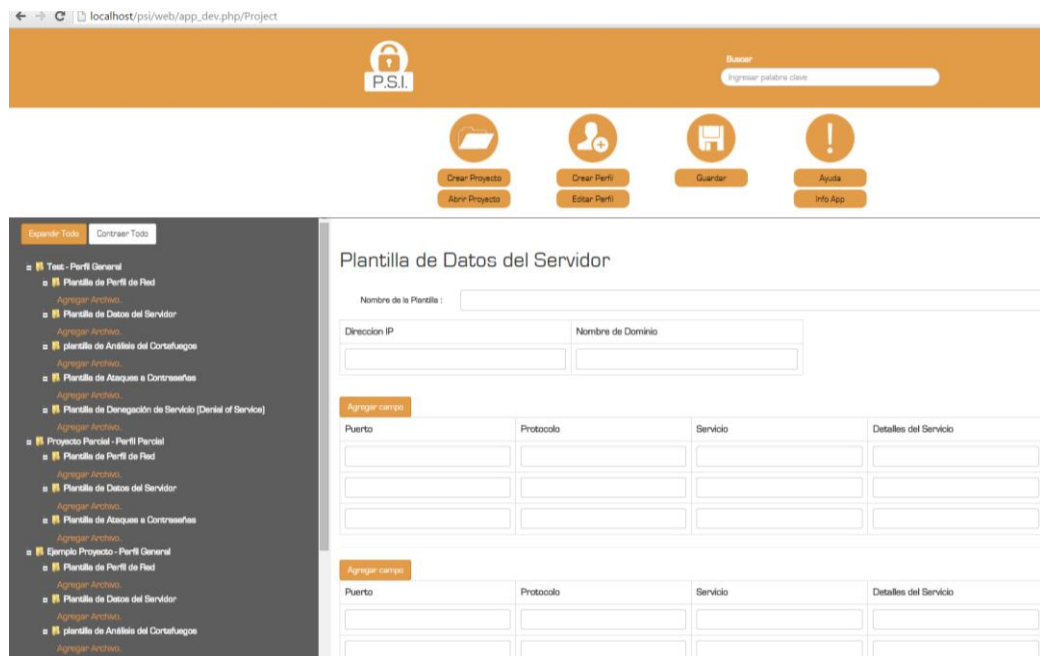 localhost/psi/web/app_dev.php/Project
P.S.I.
Buscar
Ingresar palabra clave
Crear Proyecto
Abrir Proyecto
Crear Perfil
Editar Perfil
Guardar
Ayuda
Info App
Expandir Todo
Contraer Todo
Test - Perfil General
Plantilla de Perfil de Red
Agregar Archivo.
Plantilla de Datos del Servidor
Agregar Archivo.
plantilla de Análisis del Cortafuegos
Agregar Archivo.
Plantilla de Ataques a Contraseñas
Agregar Archivo.
Plantilla de Denegación de Servicio (Denial of Service)
Agregar Archivo.
Proyecto Parcial - Perfil Parcial
Plantilla de Perfil de Red
Agregar Archivo.
Plantilla de Datos del Servidor
Agregar Archivo.
Plantilla de Ataques a Contraseñas
Agregar Archivo.
Ejemplo Proyecto - Perfil General
Plantilla de Perfil de Red
Agregar Archivo.
Plantilla de Datos del Servidor
Agregar Archivo.
plantilla de Análisis del Cortafuegos
Agregar Archivo.
Plantilla de Datos del Servidor
Nombre de la Plantilla :
Direccion IP
Nombre de Dominio
Agregar campo
Puerto
Protocolo
Servicio
Detalles del Servicio
Agregar campo
Puerto
Protocolo
Servicio
Detalles del Servicio